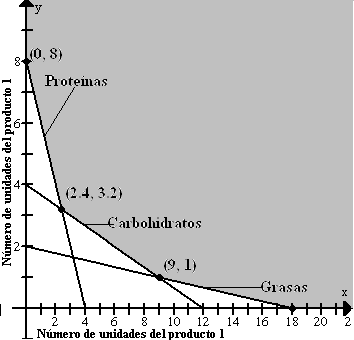 y
(0, 8)
8
Proteinas
6
(2.4, 3.2)
4
Carbohidratos
2
(9, 1)
Grasas
x
0
2 4 6 8 10 12 14 16 18 20 2
Número de unidades del producto 1
Número de unidades del producto 1